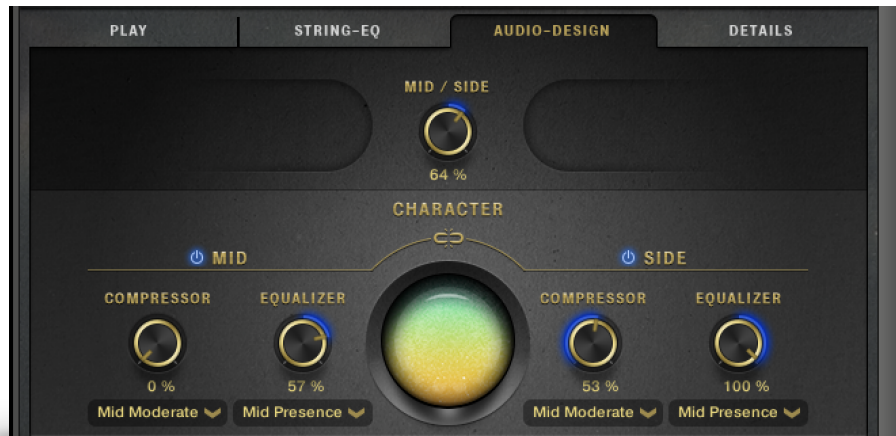 PLAY STRING-EQ AUDIO-DESIGN DETAILS
MID / SIDE
64 %
CHARACTER
MID SIDE
COMPRESSOR EQUALIZER COMPRESSOR EQUALIZER
0 % 57 % 53 % 100 %
Mid Moderate Mid Presence Mid Moderate Mid Presence